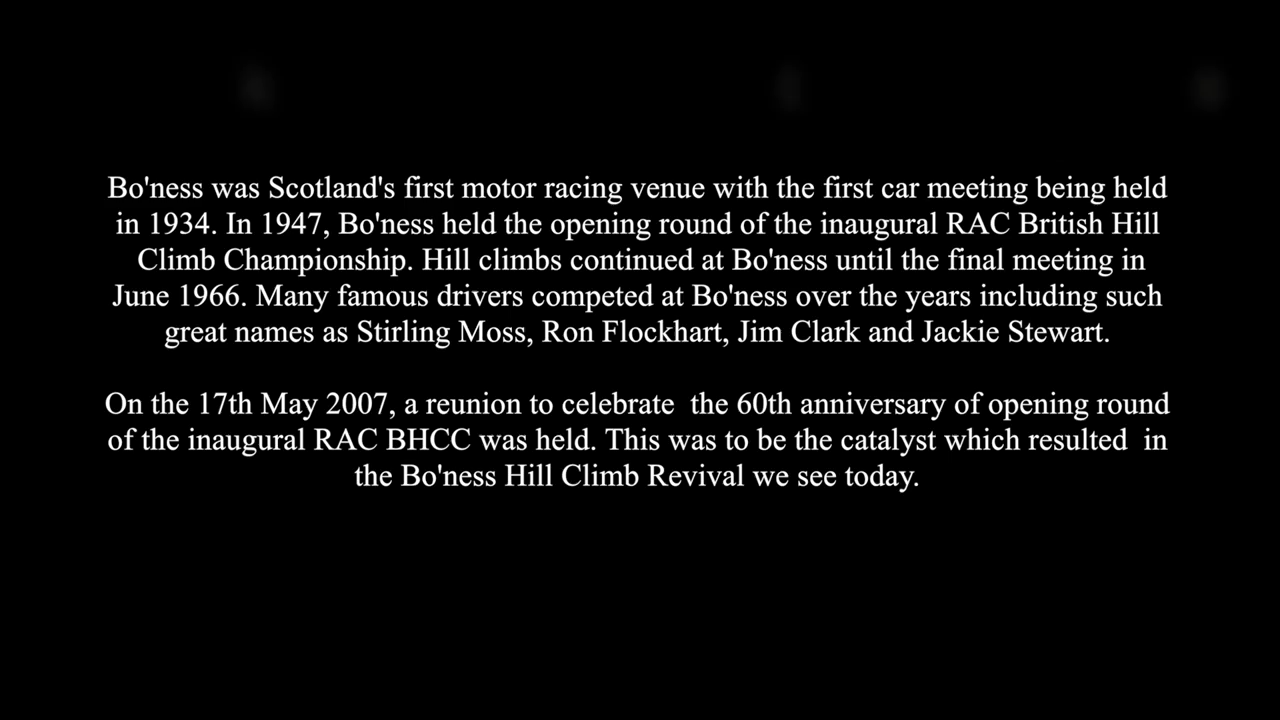 Bo'ness was Scotland's first motor racing venue with the first car meeting being held
in 1934. In 1947, Bo'ness held the opening round of the inaugural RAC British Hill
Climb Championship. Hill climbs continued at Bo'ness until the final meeting in
June 1966. Many famous drivers competed at Bo'ness over the years including such
great names as Stirling Moss, Ron Flockhart, Jim Clark and Jackie Stewart.
On the 17th May 2007, a reunion to celebrate  the 60th anniversary of opening round
of the inaugural RAC BHCC was held. This was to be the catalyst which resulted  in
the Bo'ness Hill Climb Revival we see today.